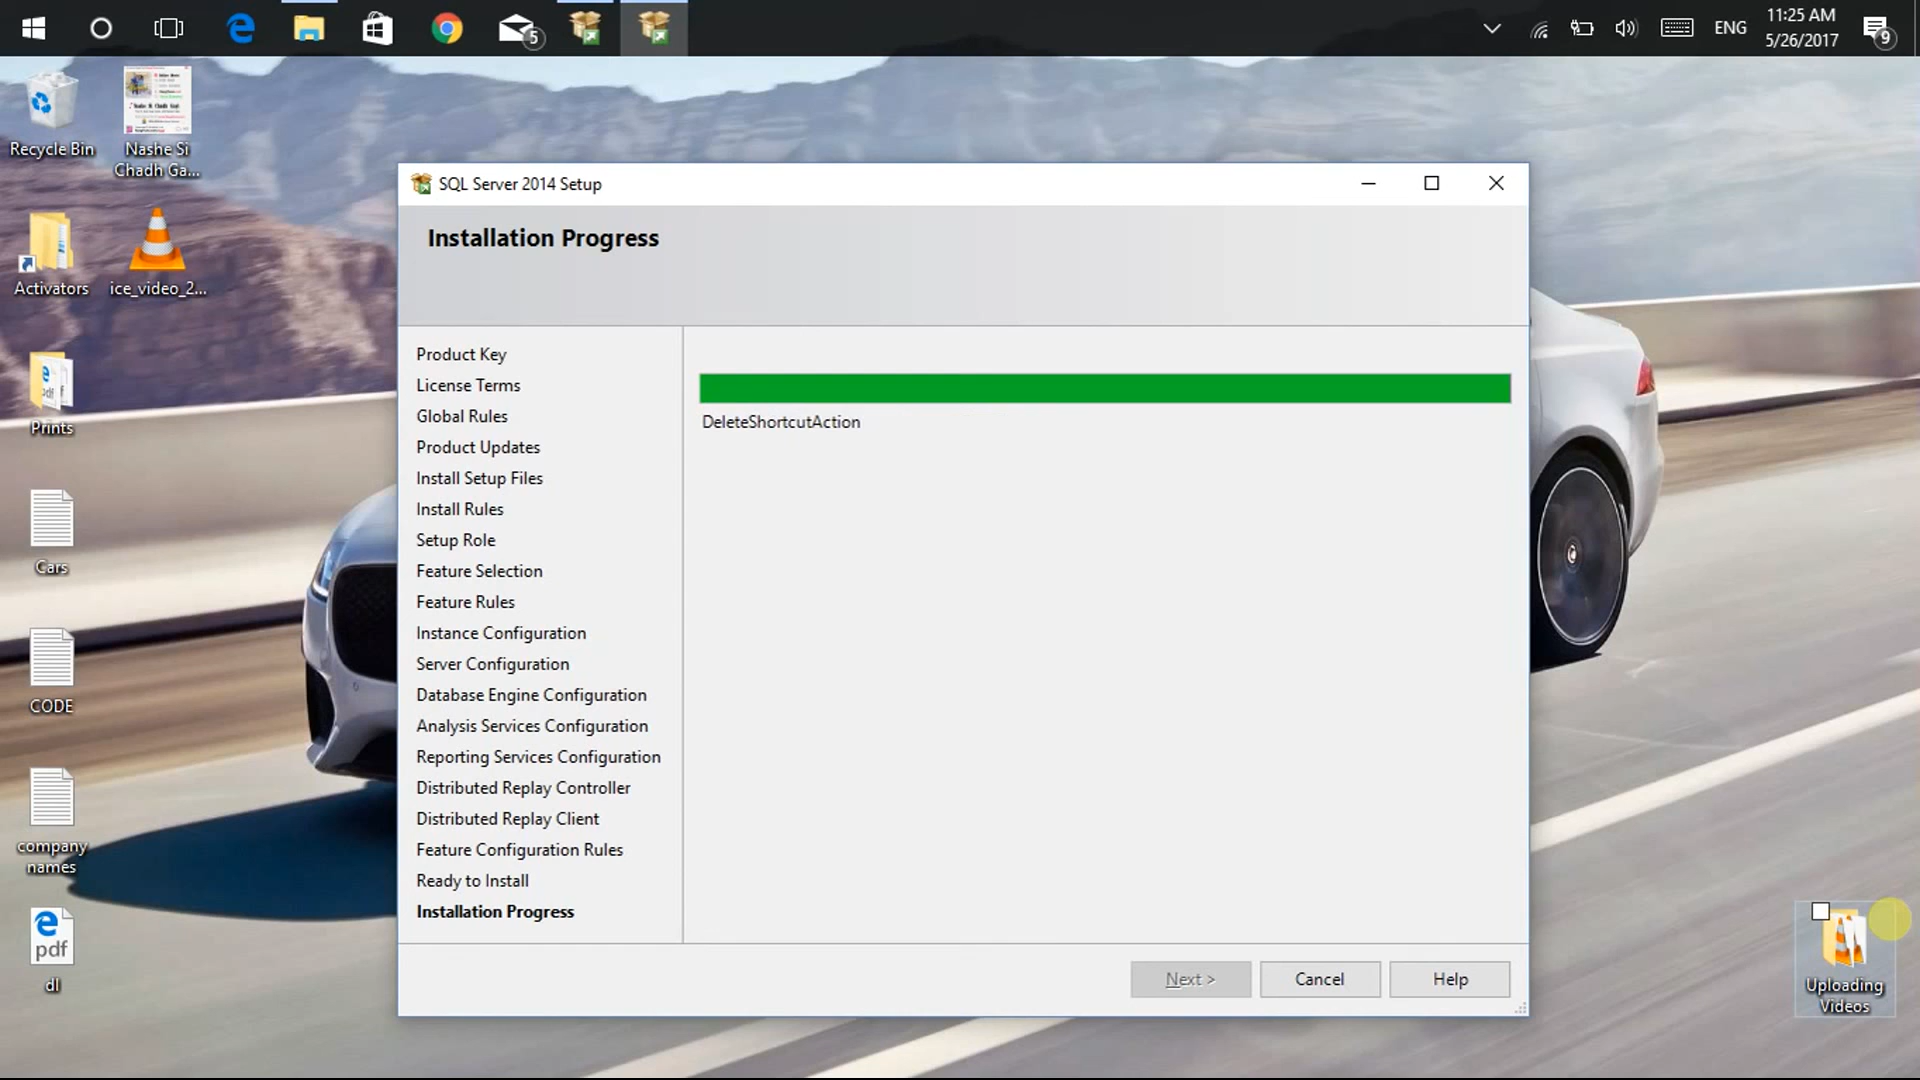 5
ENG
11:25 AM
5/26/2017
9
Recycle Bin
Nashe Si
Chadh Ga...
Activators
ice_video_2...
Prints
Cars
CODE
company
names
pdf
dl
SQL Server 2014 Setup
Installation Progress
Product Key
License Terms
Global Rules
Product Updates
Install Setup Files
Install Rules
Setup Role
Feature Selection
Feature Rules
Instance Configuration
Server Configuration
Database Engine Configuration
Analysis Services Configuration
Reporting Services Configuration
Distributed Replay Controller
Distributed Replay Client
Feature Configuration Rules
Ready to Install
Installation Progress
DeleteShortcutAction
Next >
Cancel
Help
Uploading
Videos